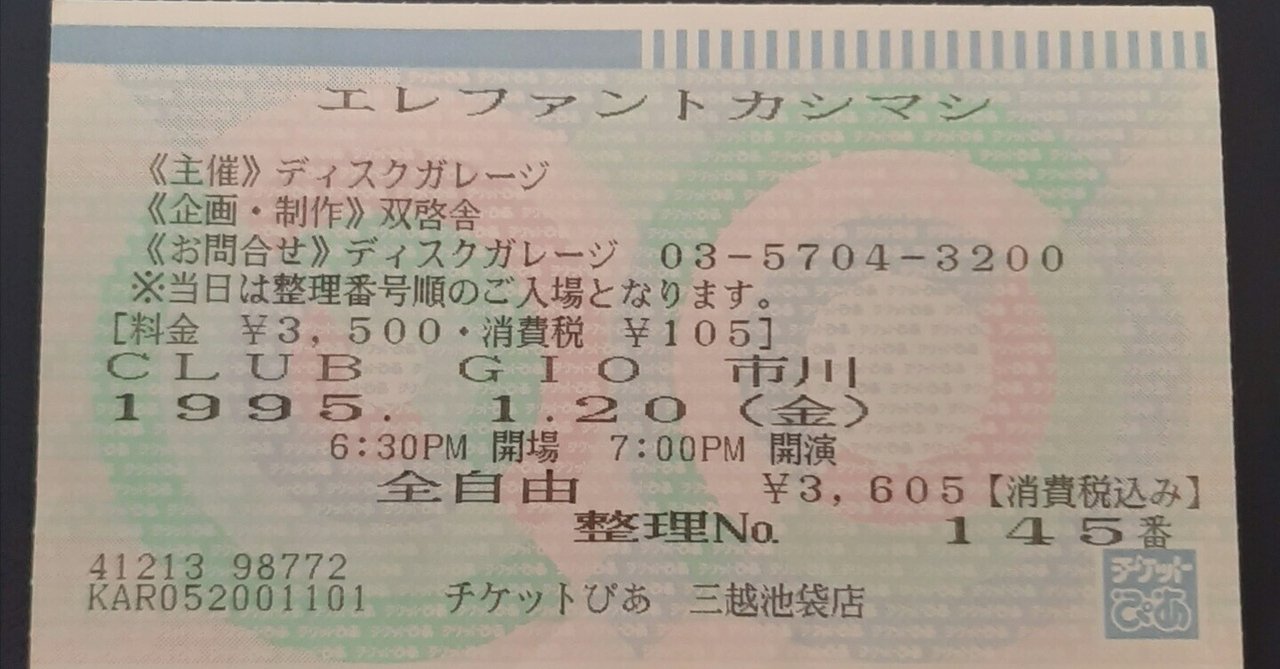 エレファントカシマシ
《主催》ディスクガレージ
《企画・制作》双啓舎
《お問合せ》ディスクガレージ　03-5704-3200
※当日は整理番号順のご入場となります。
[料金　￥3,500・消費税　￥105]
CLUB　GIO　市川
1995. 1.20(金)
6:30PM 開場　7:00PM 開演
全自由　￥3,605【消費税込み】
整理No.　145番
41213 98772
KAR052001101　チケットぴあ　三越池袋店
チケット
ぴあ